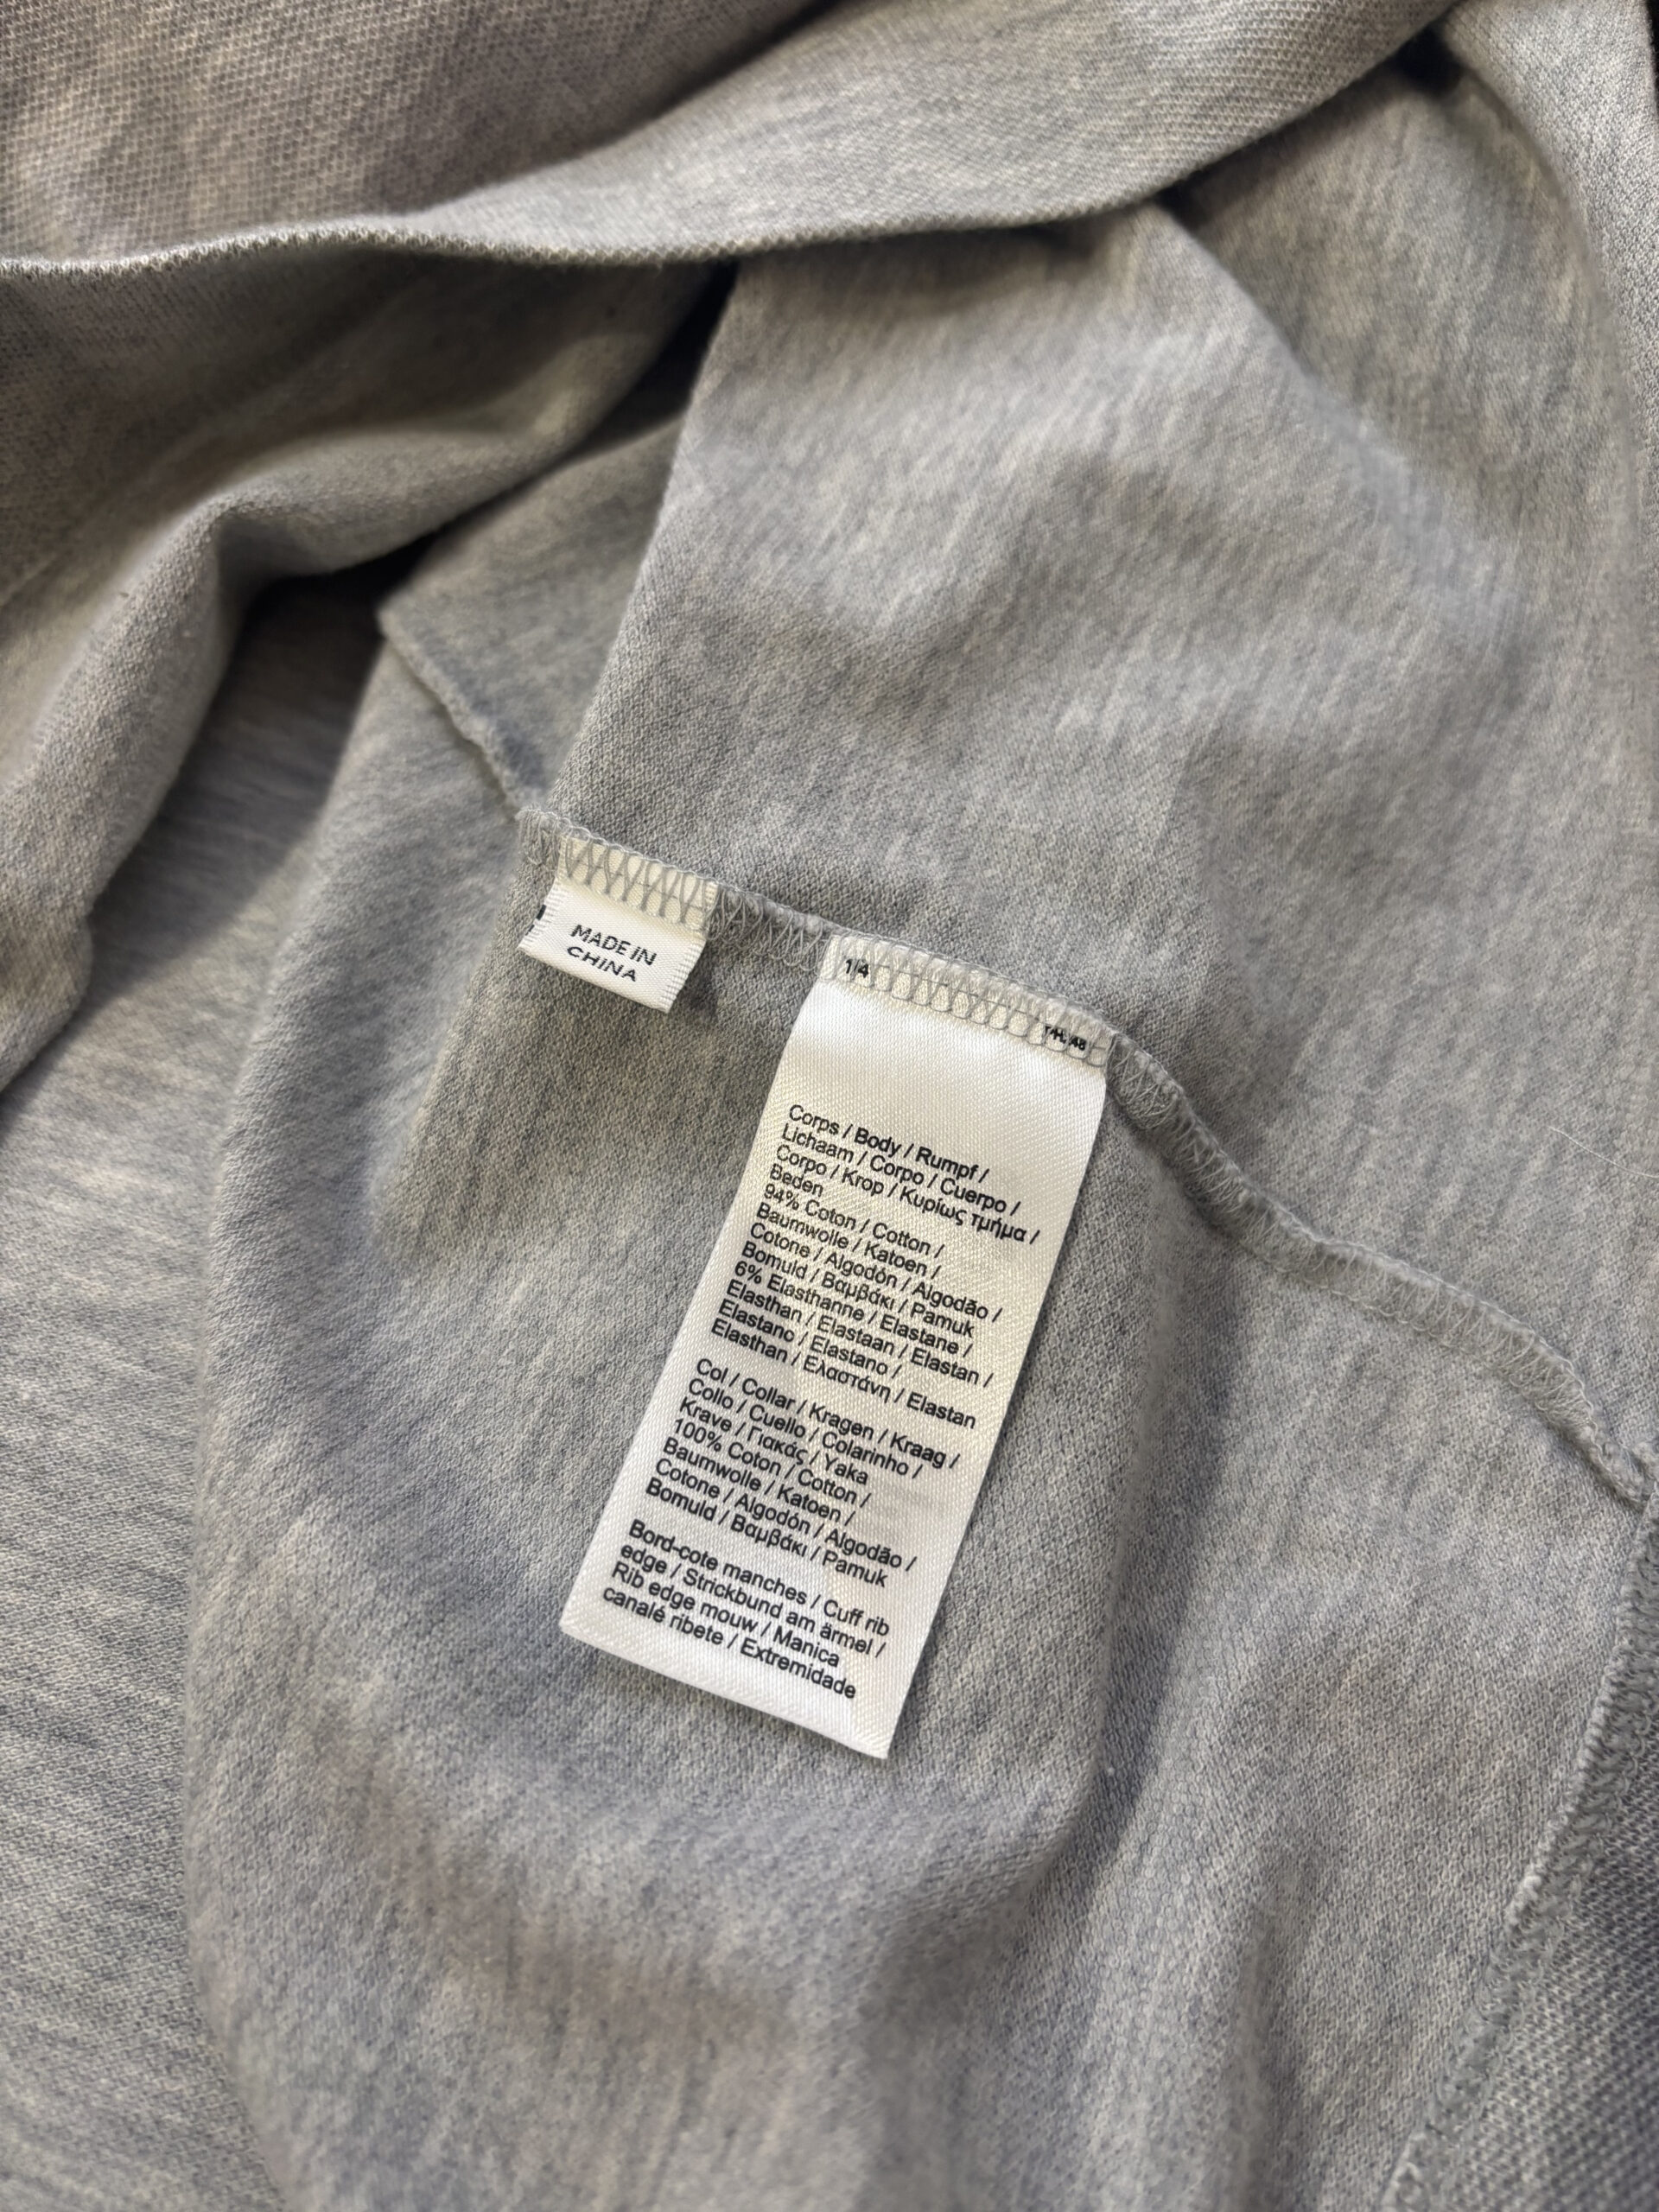 MADE IN
CHINA
1/4
Corps / Body / Rumpf /
Lichaam / Corpo / Cuerpo /
Corpo / Krop / Κυρίως τμήμα /
Beden
94% Coton / Cotton /
Baumwolle / Katoen /
Cotone / Algodón / Algodão /
Bomuld / Βαμβάκι / Pamuk
6% Elasthanne / Elastane /
Elasthan / Elastaan / Elastan /
Elastano / Elastano /
Elasthan / Ελαστάνη / Elastan
Col / Collar / Kragen / Kraag /
Collo / Cuello / Colarinho /
Krave / Γιακάς / Yaka
100% Coton / Cotton /
Baumwolle / Katoen /
Cotone / Algodón / Algodão /
Bomuld / Βαμβάκι / Pamuk
Bord-cote manches / Cuff rib
edge / Strickbund am ärmel /
Rib edge mouw / Manica
canalé ribete / Extremidade